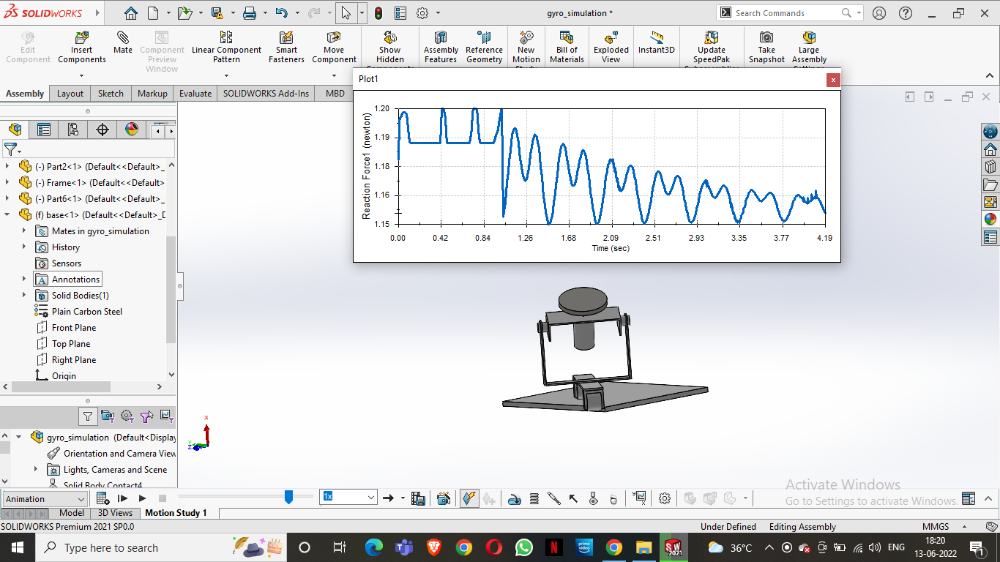 SOLIDWORKS
gyro_simulation *
Search Commands
Edit Component
Insert Components
Mate
Component Preview Window
Linear Component Pattern
Smart Fasteners
Move Component
Show Hidden
Assembly Features
Reference Geometry
New Motion
Bill of Materials
Exploded View
Instant3D
Update SpeedPak
Take Snapshot
Large Assembly
Assembly
Layout
Sketch
Markup
Evaluate
SOLIDWORKS Add-Ins
MBD
Plot1
Reaction Force1 (newton)
1.20
1.19
1.18
1.16
1.15
0.00 0.42 0.84 1.26 1.68 2.09 2.51 2.93 3.35 3.77 4.19
Time (sec)
(-) Part2<1> (Default<<Default>_
(-) Frame<1> (Default<<Default>
(-) Part6<1> (Default<<Default>_
(f) base<1> (Default<<Default>_D
Mates in gyro_simulation
History
Sensors
A Annotations
Solid Bodies(1)
Plain Carbon Steel
Front Plane
Top Plane
Right Plane
Origin
gyro_simulation (Default<Display
Orientation and Camera View
Lights, Cameras and Scene
Solid Body Contact4
X
Y
Z
Activate Windows
Go to Settings to activate Windows.
Animation
1x
Model
3D Views
Motion Study 1
SOLIDWORKS Premium 2021 SP0.0
Under Defined
Editing Assembly
MMGS
Type here to search
SW 2021
36°C
ENG
18:20
13-06-2022
1